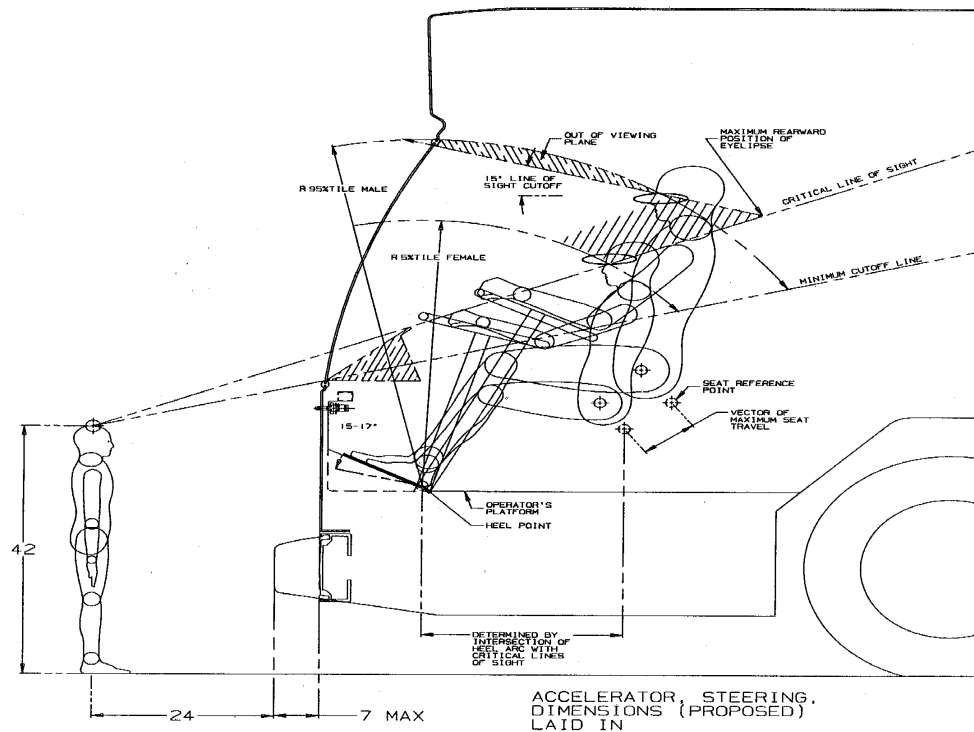 OUT OF VIEWING
PLANE
MAXIMUM REARWARD
POSITION OF
EYELIPSE
15° LINE OF
SIGHT CUTOFF
CRITICAL LINE OF SIGHT
R 95%TILE MALE
R 5%TILE FEMALE
MINIMUM CUTOFF LINE
SEAT REFERENCE
POINT
15-17°
VECTOR OF
MAXIMUM SEAT
TRAVEL
OPERATOR'S
PLATFORM
HEEL POINT
42
DETERMINED BY
INTERSECTION OF
HEEL ARC WITH
CRITICAL LINES
OF SIGHT
24
7 MAX
ACCELERATOR, STEERING,
DIMENSIONS (PROPOSED)
LAID IN